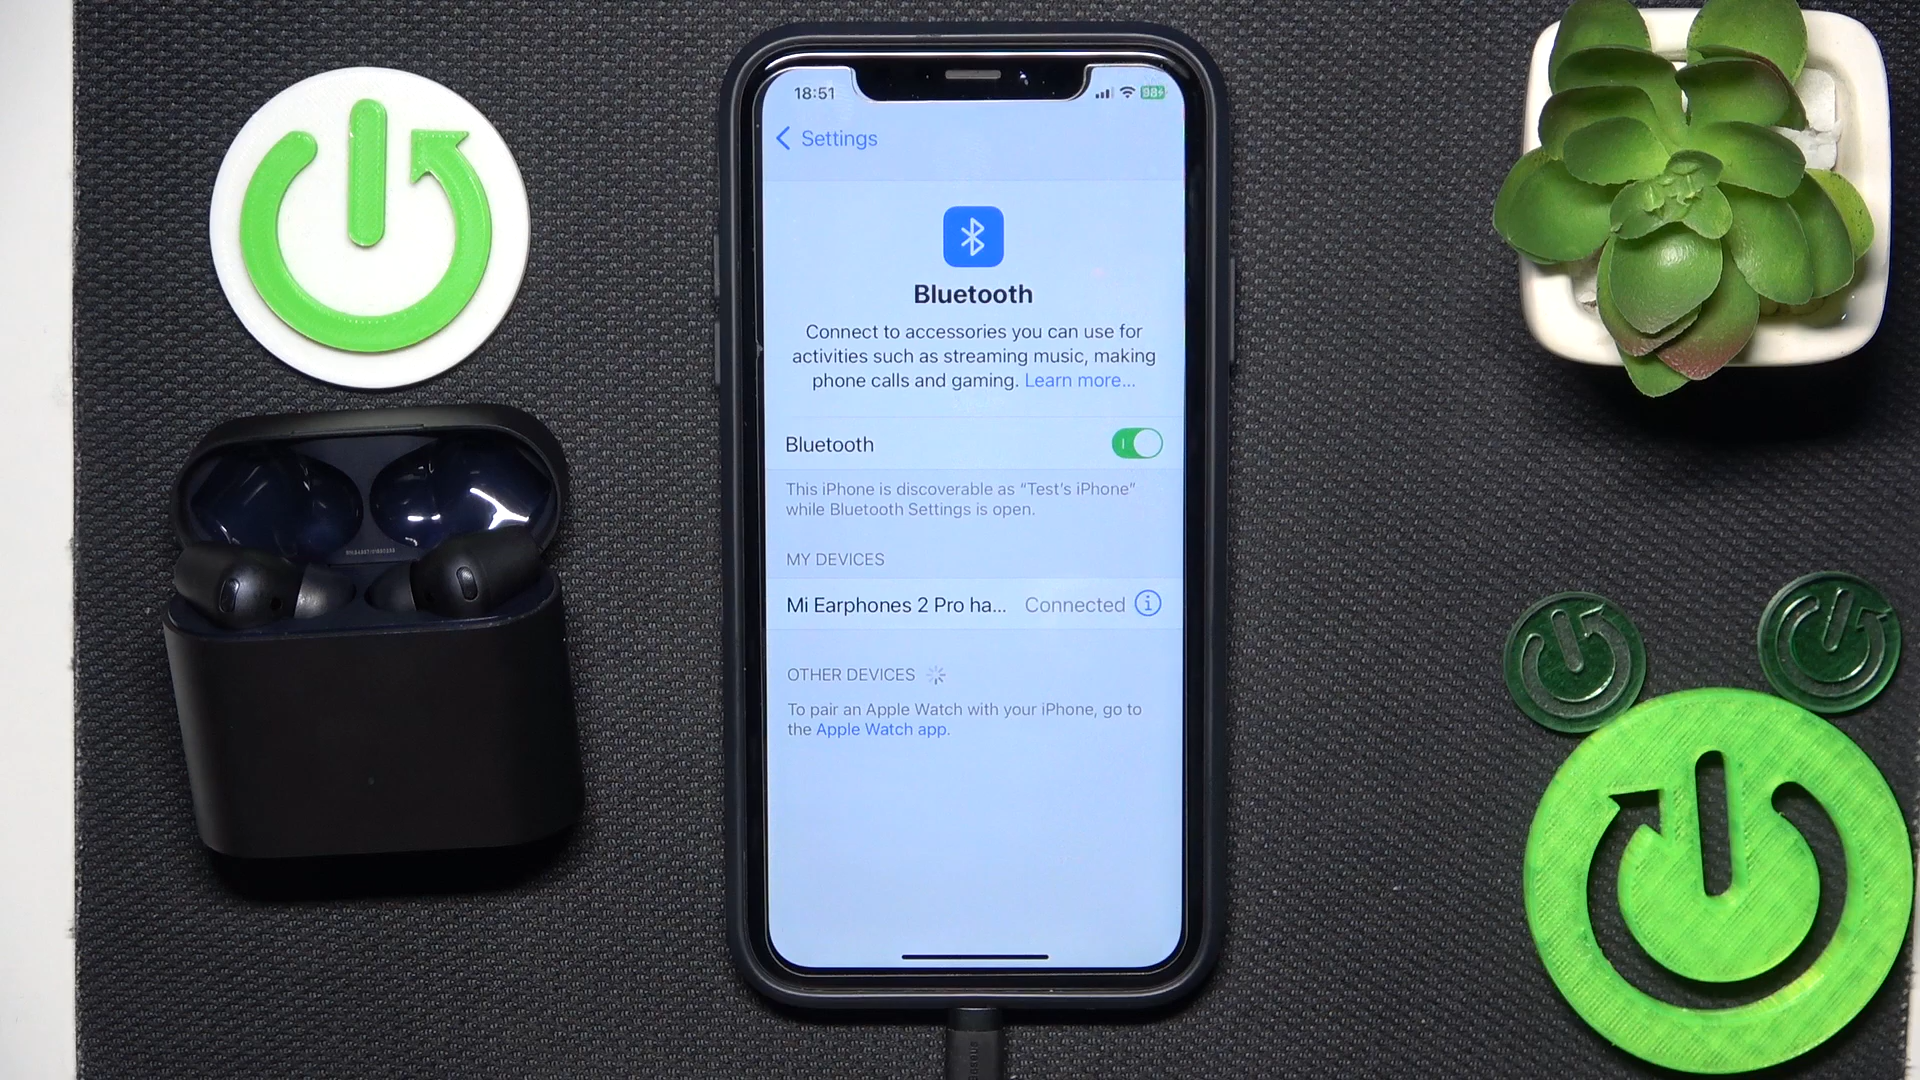 18:51
98
Settings
Bluetooth
Connect to accessories you can use for
activities such as streaming music, making
phone calls and gaming. Learn more...
Bluetooth
This iPhone is discoverable as “Test's iPhone”
while Bluetooth Settings is open.
MY DEVICES
Mi Earphones 2 Pro ha... Connected
OTHER DEVICES
To pair an Apple Watch with your iPhone, go to
the Apple Watch app.